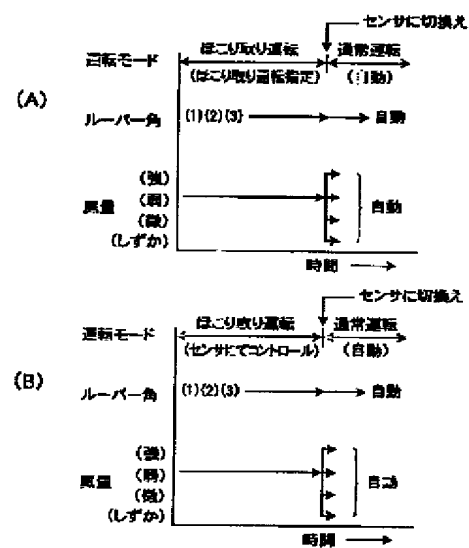 センサに切換え
ほこり取り運転 通常運転
運転モード (ほこり取り運転指定) (自動)
(A)
ルーバー角 (1)(2)(3) 自動
(強)
風量 (弱) 自動
(微)
(しずか)
時間
センサに切換え
ほこり取り運転 通常運転
運転モード (センサにてコントロール) (自動)
(B)
ルーバー角 (1)(2)(3) 自動
(強)
風量 (弱) 自動
(微)
(しずか)
時間